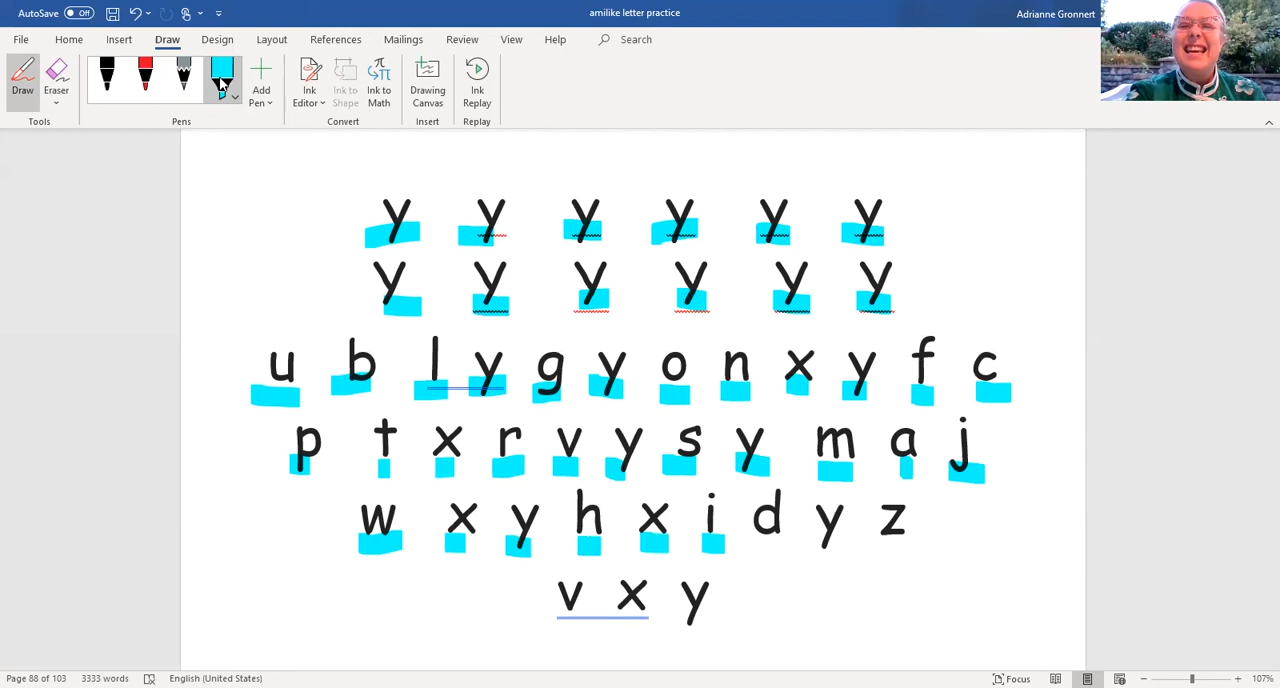 AutoSave Off amilike letter practice Adrianne Gronnert
File Home Insert Draw Design Layout References Mailings Review View Help Search
Draw Eraser Add Pen Ink Editor Ink to Shape Ink to Math Drawing Canvas Ink Replay
Tools Pens Convert Insert Replay
y y y y y y
y y y y y y
u b l y g y o n x y f c
p t x r v y s y m a j
w x y h x i d y z
v x y
Page 88 of 103 3333 words English (United States) Focus 107%